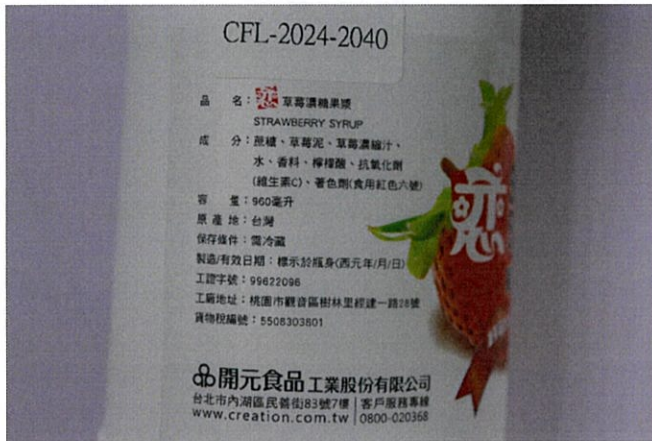 CFL-2024-2040
品　名：戀 草莓濃糖果漿
STRAWBERRY SYRUP
成　分：蔗糖、草莓泥、草莓濃縮汁、
水、香料、檸檬酸、抗氧化劑
(維生素C)、著色劑(食用紅色六號)
容　量：960毫升
原 產 地：台灣
保存條件：需冷藏
製造/有效日期：標示於瓶身(西元年/月/日)
工證字號：99622096
工廠地址：桃園市觀音區樹林里經建一路28號
貨物稅編號：5508303801
開元食品工業股份有限公司
台北市內湖區民善街83號7樓 | 客戶服務專線
www.creation.com.tw | 0800-020368
戀